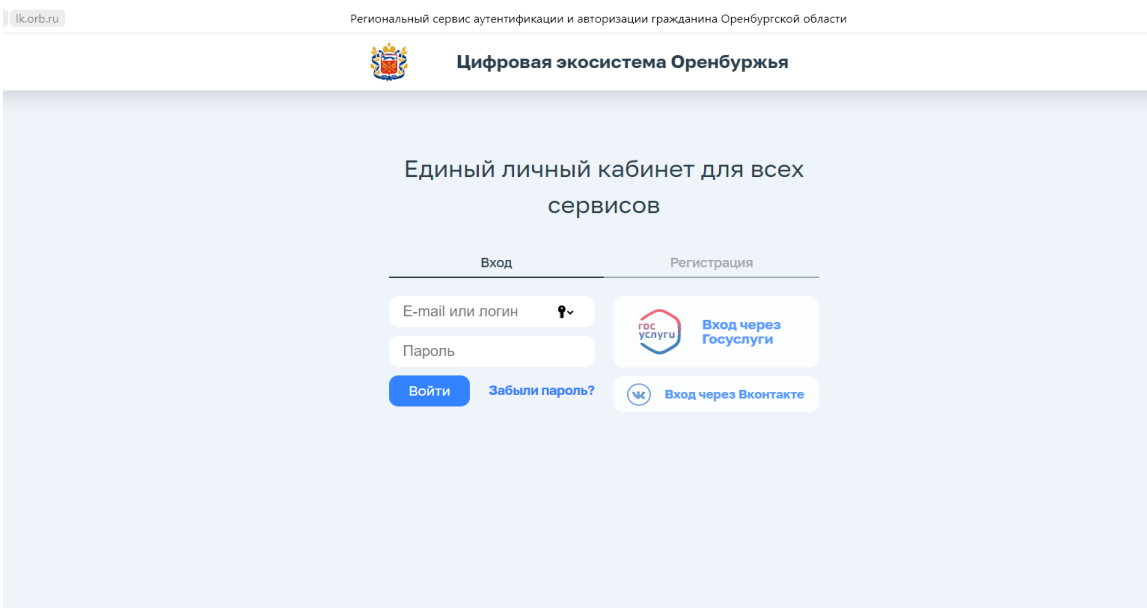 lk.orb.ru
Региональный сервис аутентификации и авторизации гражданина Оренбургской области
Цифровая экосистема Оренбуржья
Единый личный кабинет для всех
сервисов
Вход
Регистрация
E-mail или логин
Пароль
Войти
Забыли пароль?
гос
услуги
Вход через
Госуслуги
Вход через Вконтакте